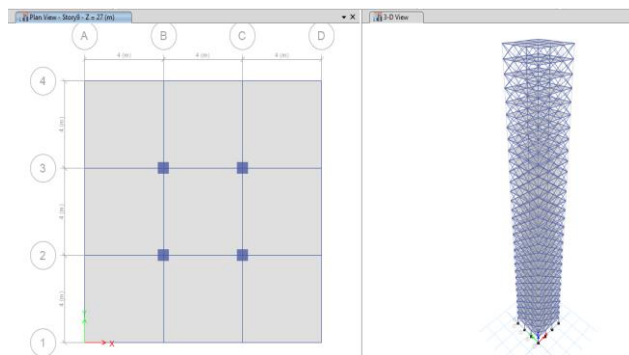 Plan View - Story8 - Z = 27 (m)
3-D View
A B C D
4 (m) 4 (m) 4 (m)
4
4 (m)
3
4 (m)
2
4 (m)
1
X